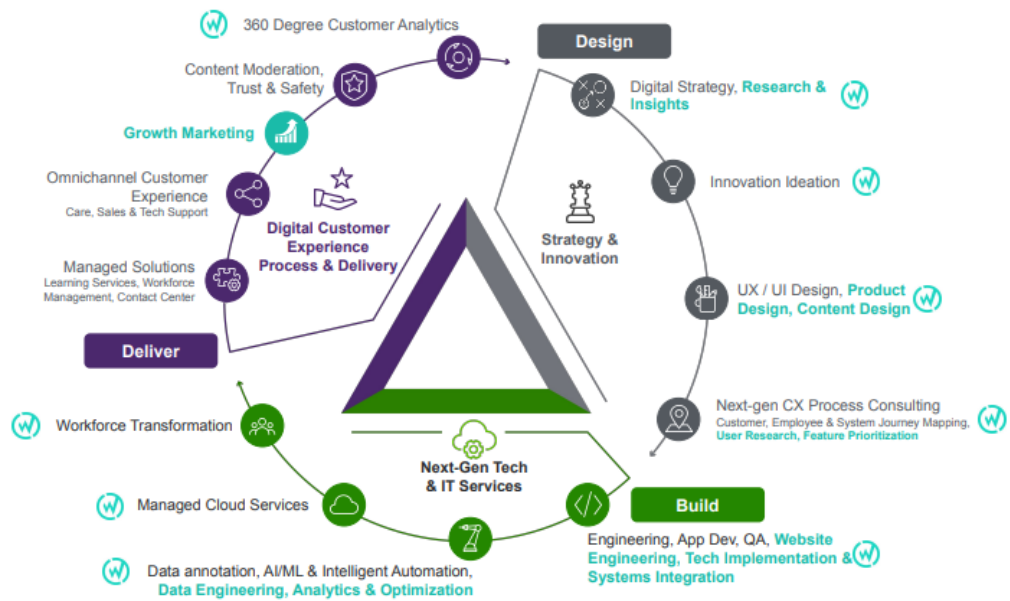 360 Degree Customer Analytics
Content Moderation,
Trust & Safety
Growth Marketing
Omnichannel Customer
Experience
Care, Sales & Tech Support
Managed Solutions
Learning Services, Workforce
Management, Contact Center
Digital Customer
Experience
Process & Delivery
Deliver
Design
Digital Strategy, Research &
Insights
Innovation Ideation
Strategy &
Innovation
UX / UI Design, Product
Design, Content Design
Next-gen CX Process Consulting
Customer, Employee & System Journey Mapping,
User Research, Feature Prioritization
Build
Engineering, App Dev, QA, Website
Engineering, Tech Implementation &
Systems Integration
Next-Gen Tech
& IT Services
Workforce Transformation
Managed Cloud Services
Data annotation, AI/ML & Intelligent Automation,
Data Engineering, Analytics & Optimization